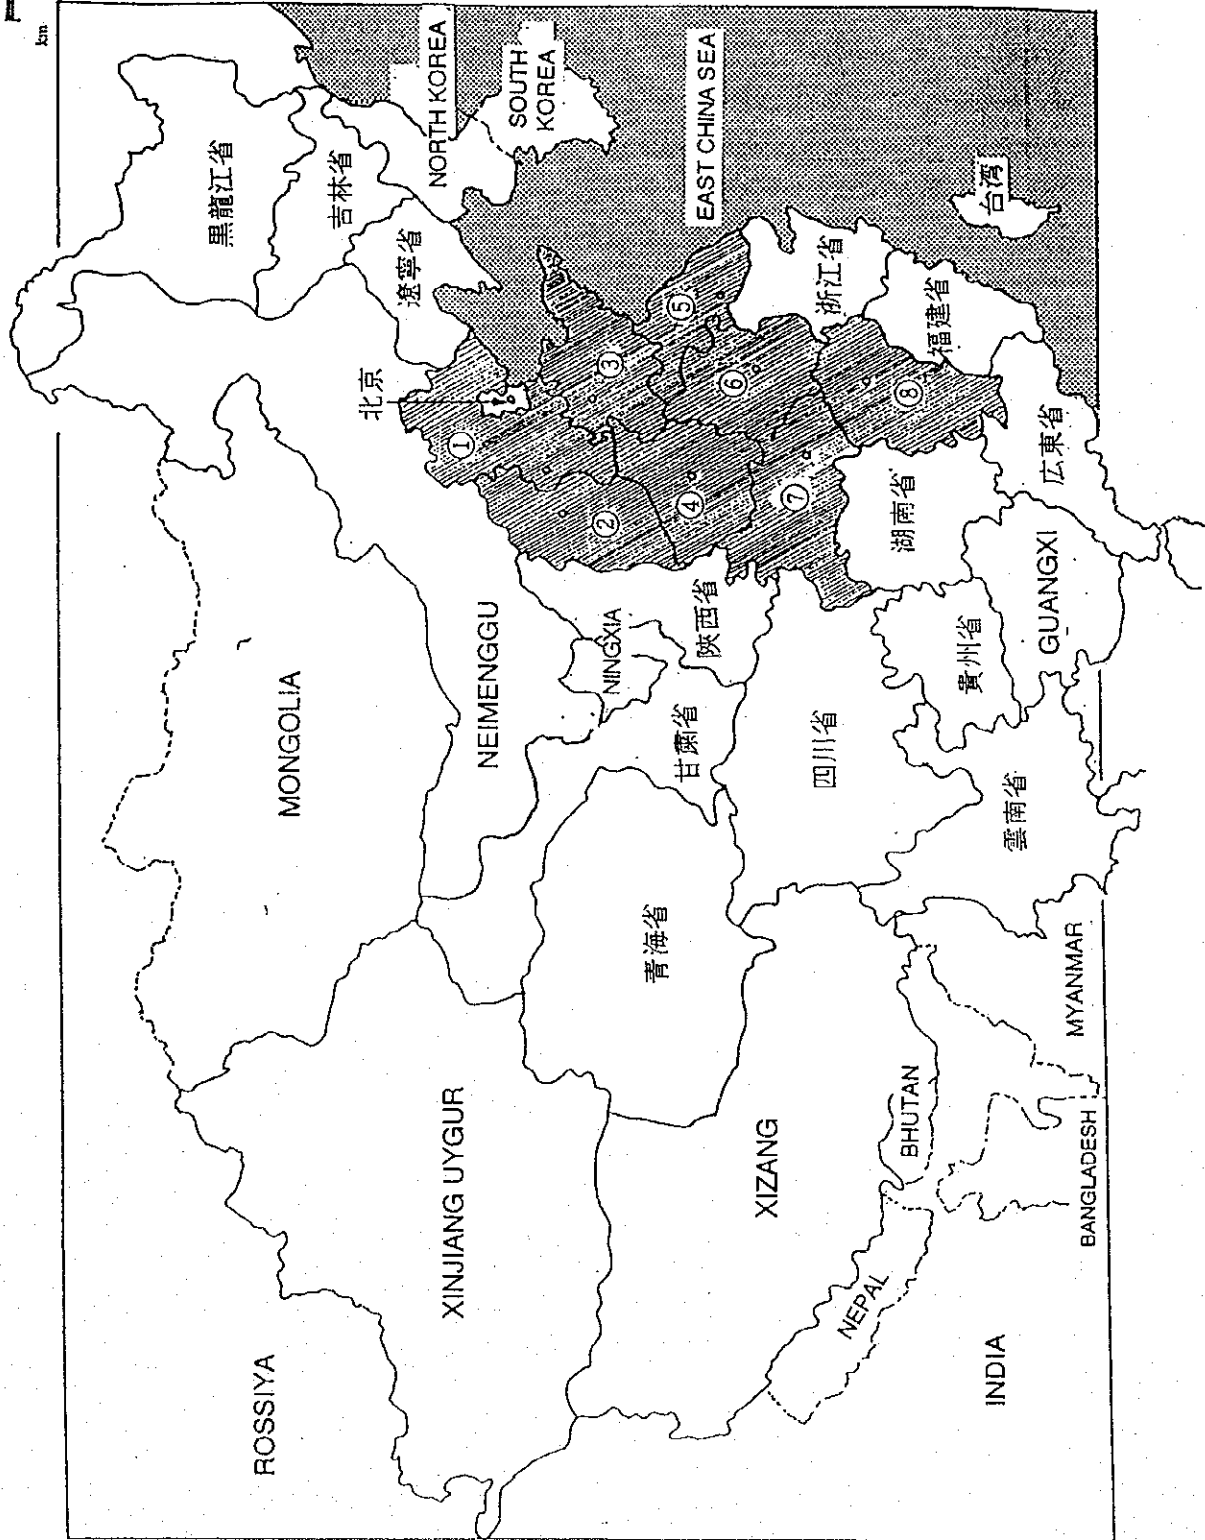 km
ROSSIYA
MONGOLIA
黒龍江省
吉林省
遼寧省
北京
NORTH KOREA
SOUTH
KOREA
XINJIANG UYGUR
NEIMENGGU
NINGXIA
①
②
③
④
⑤
⑥
⑦
⑧
EAST CHINA SEA
青海省
甘粛省
陝西省
XIZANG
四川省
浙江省
湖南省
福建省
台湾
貴州省
雲南省
GUANGXI
広東省
NEPAL
BHUTAN
INDIA
BANGLADESH
MYANMAR